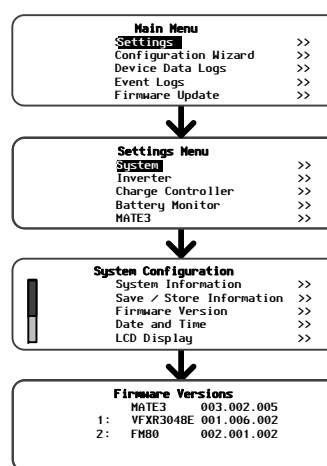 Main Menu
Settings >>
Configuration Wizard >>
Device Data Logs >>
Event Logs >>
Firmware Update >>
Settings Menu
System >>
Inverter >>
Charge Controller >>
Battery Monitor >>
MATE3 >>
System Configuration
System Information >>
Save / Store Information >>
Firmware Version >>
Date and Time >>
LCD Display >>
Firmware Versions
MATE3 003.002.005
1: VFXR3048E 001.006.002
2: FM80 002.001.002